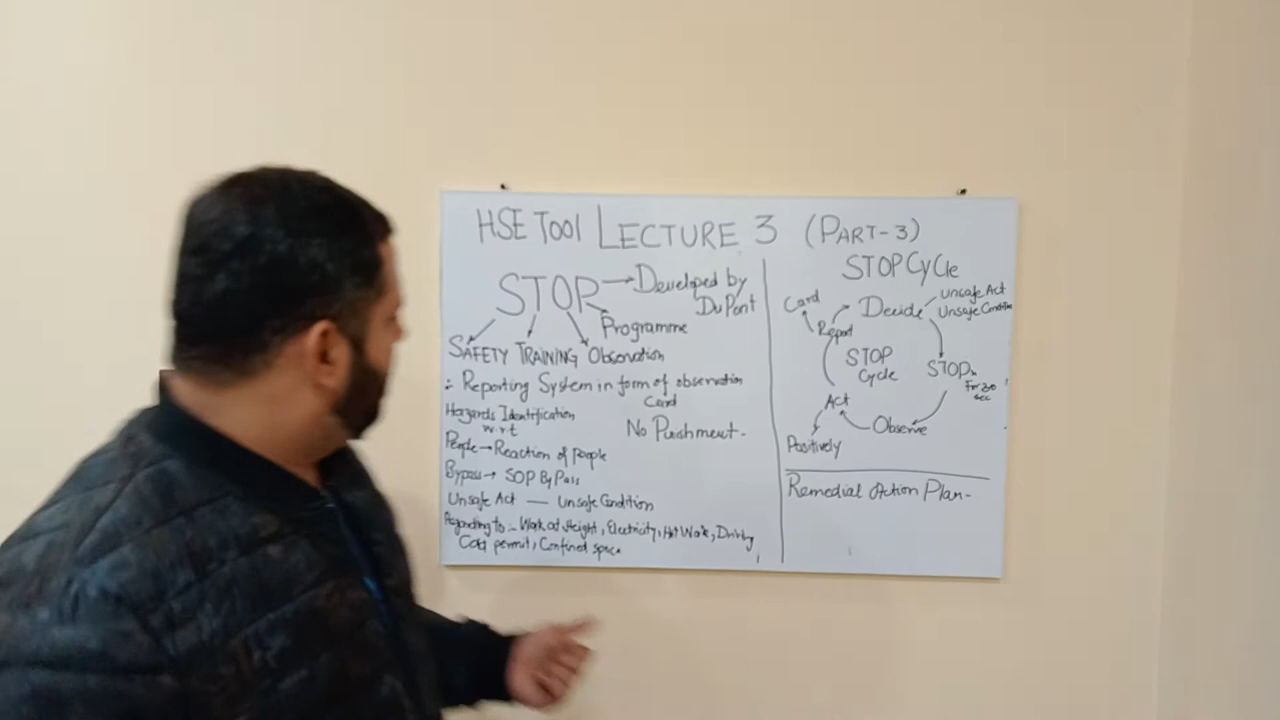 HSE Tool LECTURE 3 (PART-3)
STOP → Developed by
DuPont
Programme
SAFETY TRAINING Observation
:- Reporting System in form of observation
Card
Hazards Identification
w.r.t
No Punishment-
People → Reaction of people
Bypass → SOP By Pass
Unsafe Act — Unsafe Condition
Regarding to :- Work at Height, Electricity, Hot Work, Driving
Cold permit, Confined space
STOP Cycle
Card
Decide
Unsafe Act
Unsafe Condition
Report
STOP
Cycle
STOP
For 30
sec
Act
Observe
Positively
Remedial Action Plan-